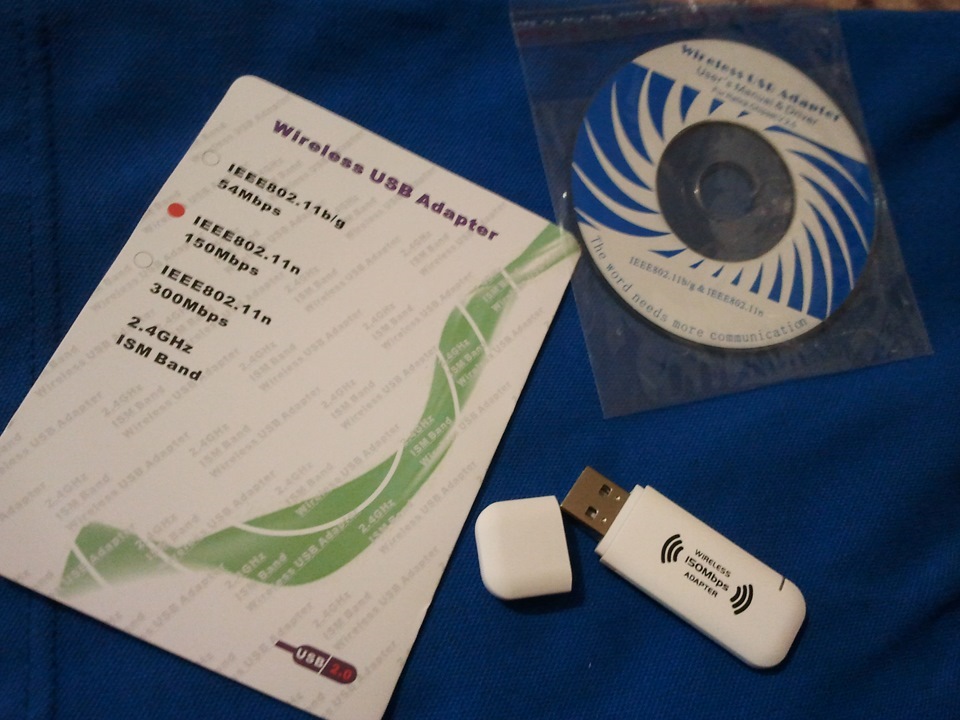 Wireless USB Adapter
IEEE802.11b/g
54Mbps
IEEE802.11n
150Mbps
IEEE802.11n
300Mbps
2.4GHz
ISM Band
USB 2.0
Wireless USB Adapter
User's Manual & Driver
IEEE802.11b/g & IEEE802.11n
The word needs more communication
WIRELESS
150Mbps
ADAPTER